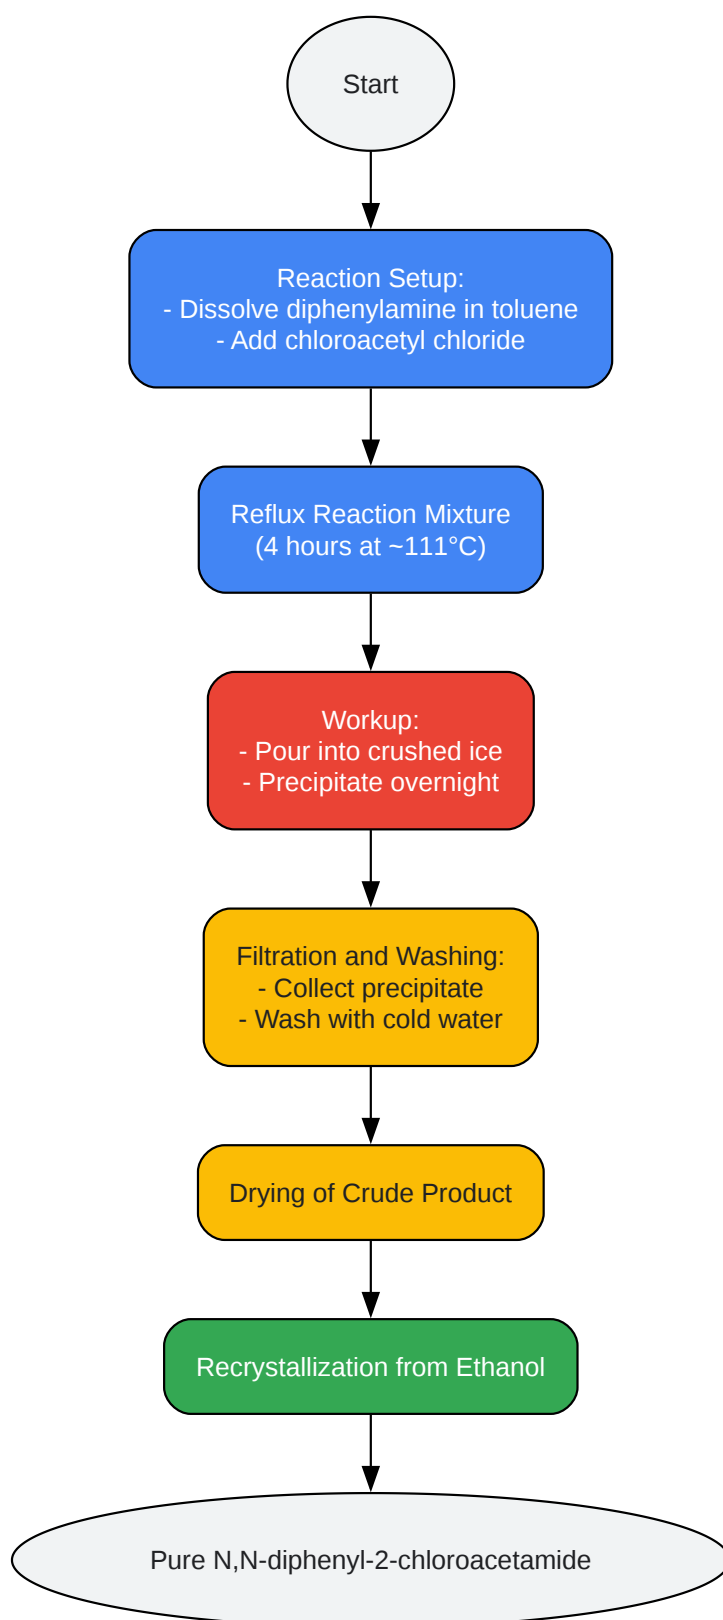 Start
Reaction Setup:
- Dissolve diphenylamine in toluene
- Add chloroacetyl chloride
Reflux Reaction Mixture
(4 hours at ~111°C)
Workup:
- Pour into crushed ice
- Precipitate overnight
Filtration and Washing:
- Collect precipitate
- Wash with cold water
Drying of Crude Product
Recrystallization from Ethanol
Pure N,N-diphenyl-2-chloroacetamide